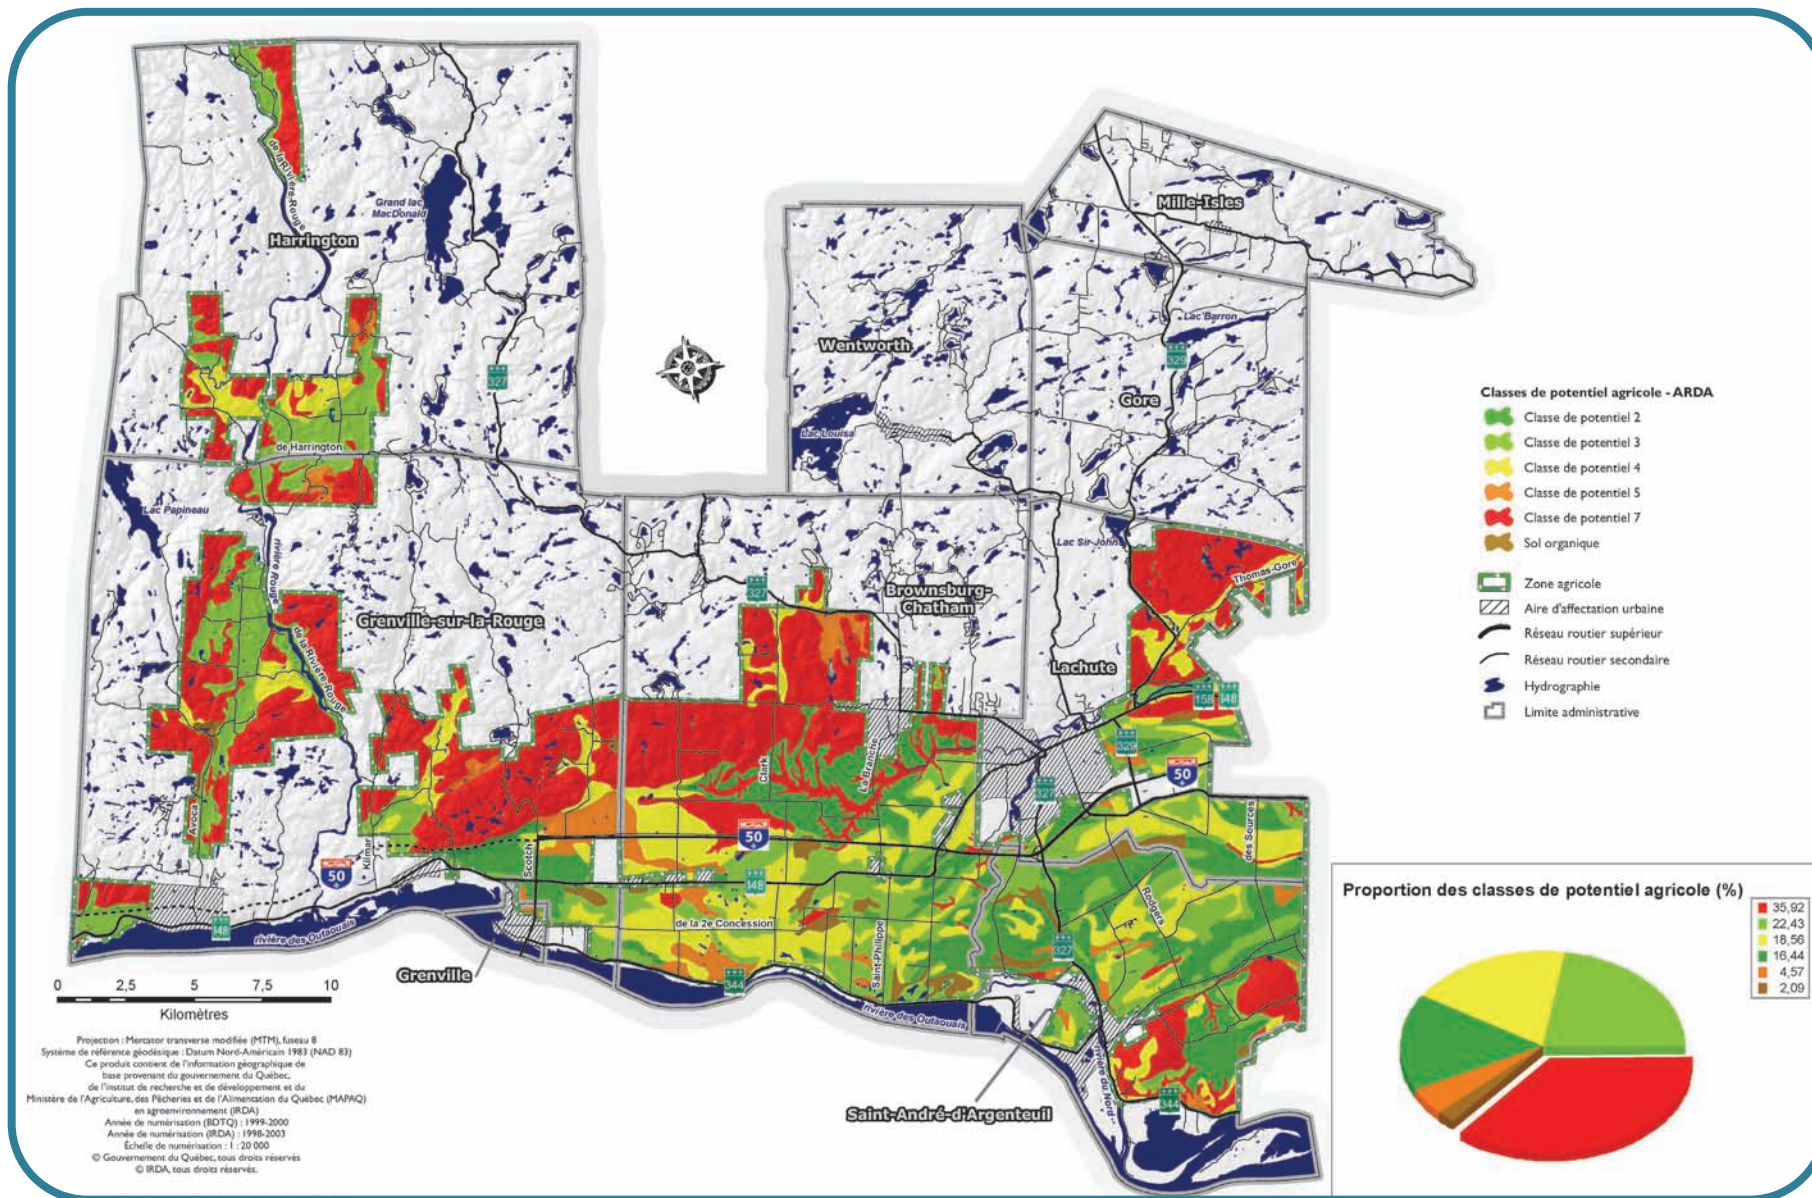 Harrington
de la Rivière-Rouge
Grand lac
MacDonald
327
de Harrington
Lac Papineau
rivière Rouge
de la Rivière-Rouge
Grenville-sur-la-Rouge
Avoca
Kilmar
Scotch
50
148
rivière des Outaouais
Grenville
Mille-Isles
Wentworth
Lac Barron
329
Gore
Lac Louisa
Lac Sir-John
Thomas-Gore
327
Brownsburg-
Chatham
Lachute
158
148
329
50
327
Clark
La Branche
50
148
de la 2e Concession
Saint-Philippe
344
rivière des Outaouais
des Sources
Rodgers
327
Saint-André-d'Argenteuil
rivière du Nord
344
Classes de potentiel agricole - ARDA
Classe de potentiel 2
Classe de potentiel 3
Classe de potentiel 4
Classe de potentiel 5
Classe de potentiel 7
Sol organique
Zone agricole
Aire d'affectation urbaine
Réseau routier supérieur
Réseau routier secondaire
Hydrographie
Limite administrative
Proportion des classes de potentiel agricole (%)
35,92
22,43
18,56
16,44
4,57
2,09
0 2,5 5 7,5 10
Kilomètres
Projection : Mercator transverse modifiée (MTM), fuseau 8
Système de référence géodésique : Datum Nord-Américain 1983 (NAD 83)
Ce produit contient de l'information géographique de
base provenant du gouvernement du Québec,
de l'institut de recherche et de développement et du
Ministère de l'Agriculture, des Pêcheries et de l'Alimentation du Québec (MAPAQ)
en agroenvironnement (IRDA)
Année de numérisation (BDTQ) : 1999-2000
Année de numérisation (IRDA) : 1998-2003
Échelle de numérisation : 1 : 20 000
© Gouvernement du Québec, tous droits réservés
© IRDA, tous droits réservés.